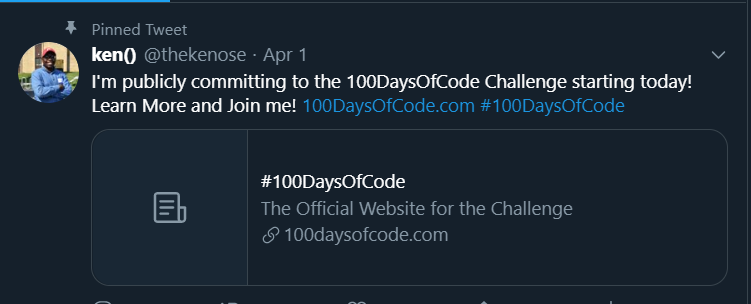 Pinned Tweet
ken() @thekenose · Apr 1
I'm publicly committing to the 100DaysOfCode Challenge starting today!
Learn More and Join me! 100DaysOfCode.com #100DaysOfCode
#100DaysOfCode
The Official Website for the Challenge
100daysofcode.com